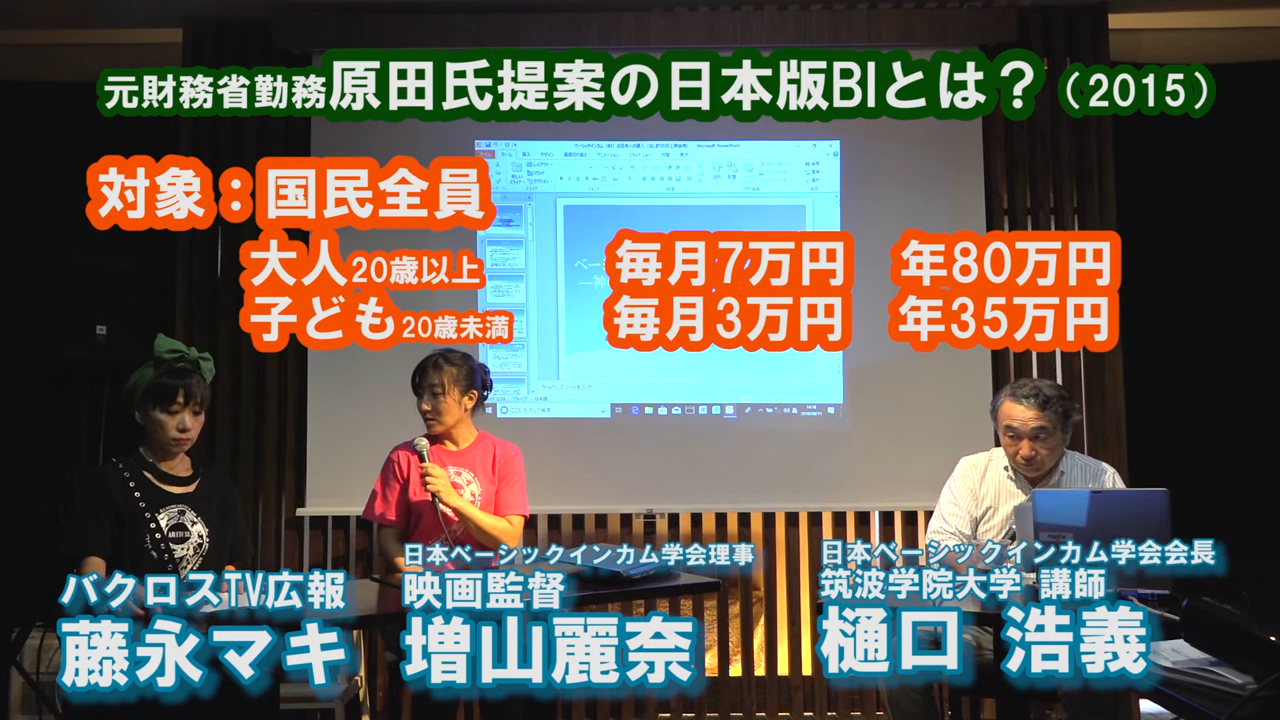 元財務省勤務原田氏提案の日本版BIとは？（2015）
対象：国民全員
大人20歳以上 毎月7万円 年80万円
子ども20歳未満 毎月3万円 年35万円
バクロスTV広報
藤永マキ
日本ベーシックインカム学会理事
映画監督
増山麗奈
日本ベーシックインカム学会会長
筑波学院大学 講師
樋口 浩義